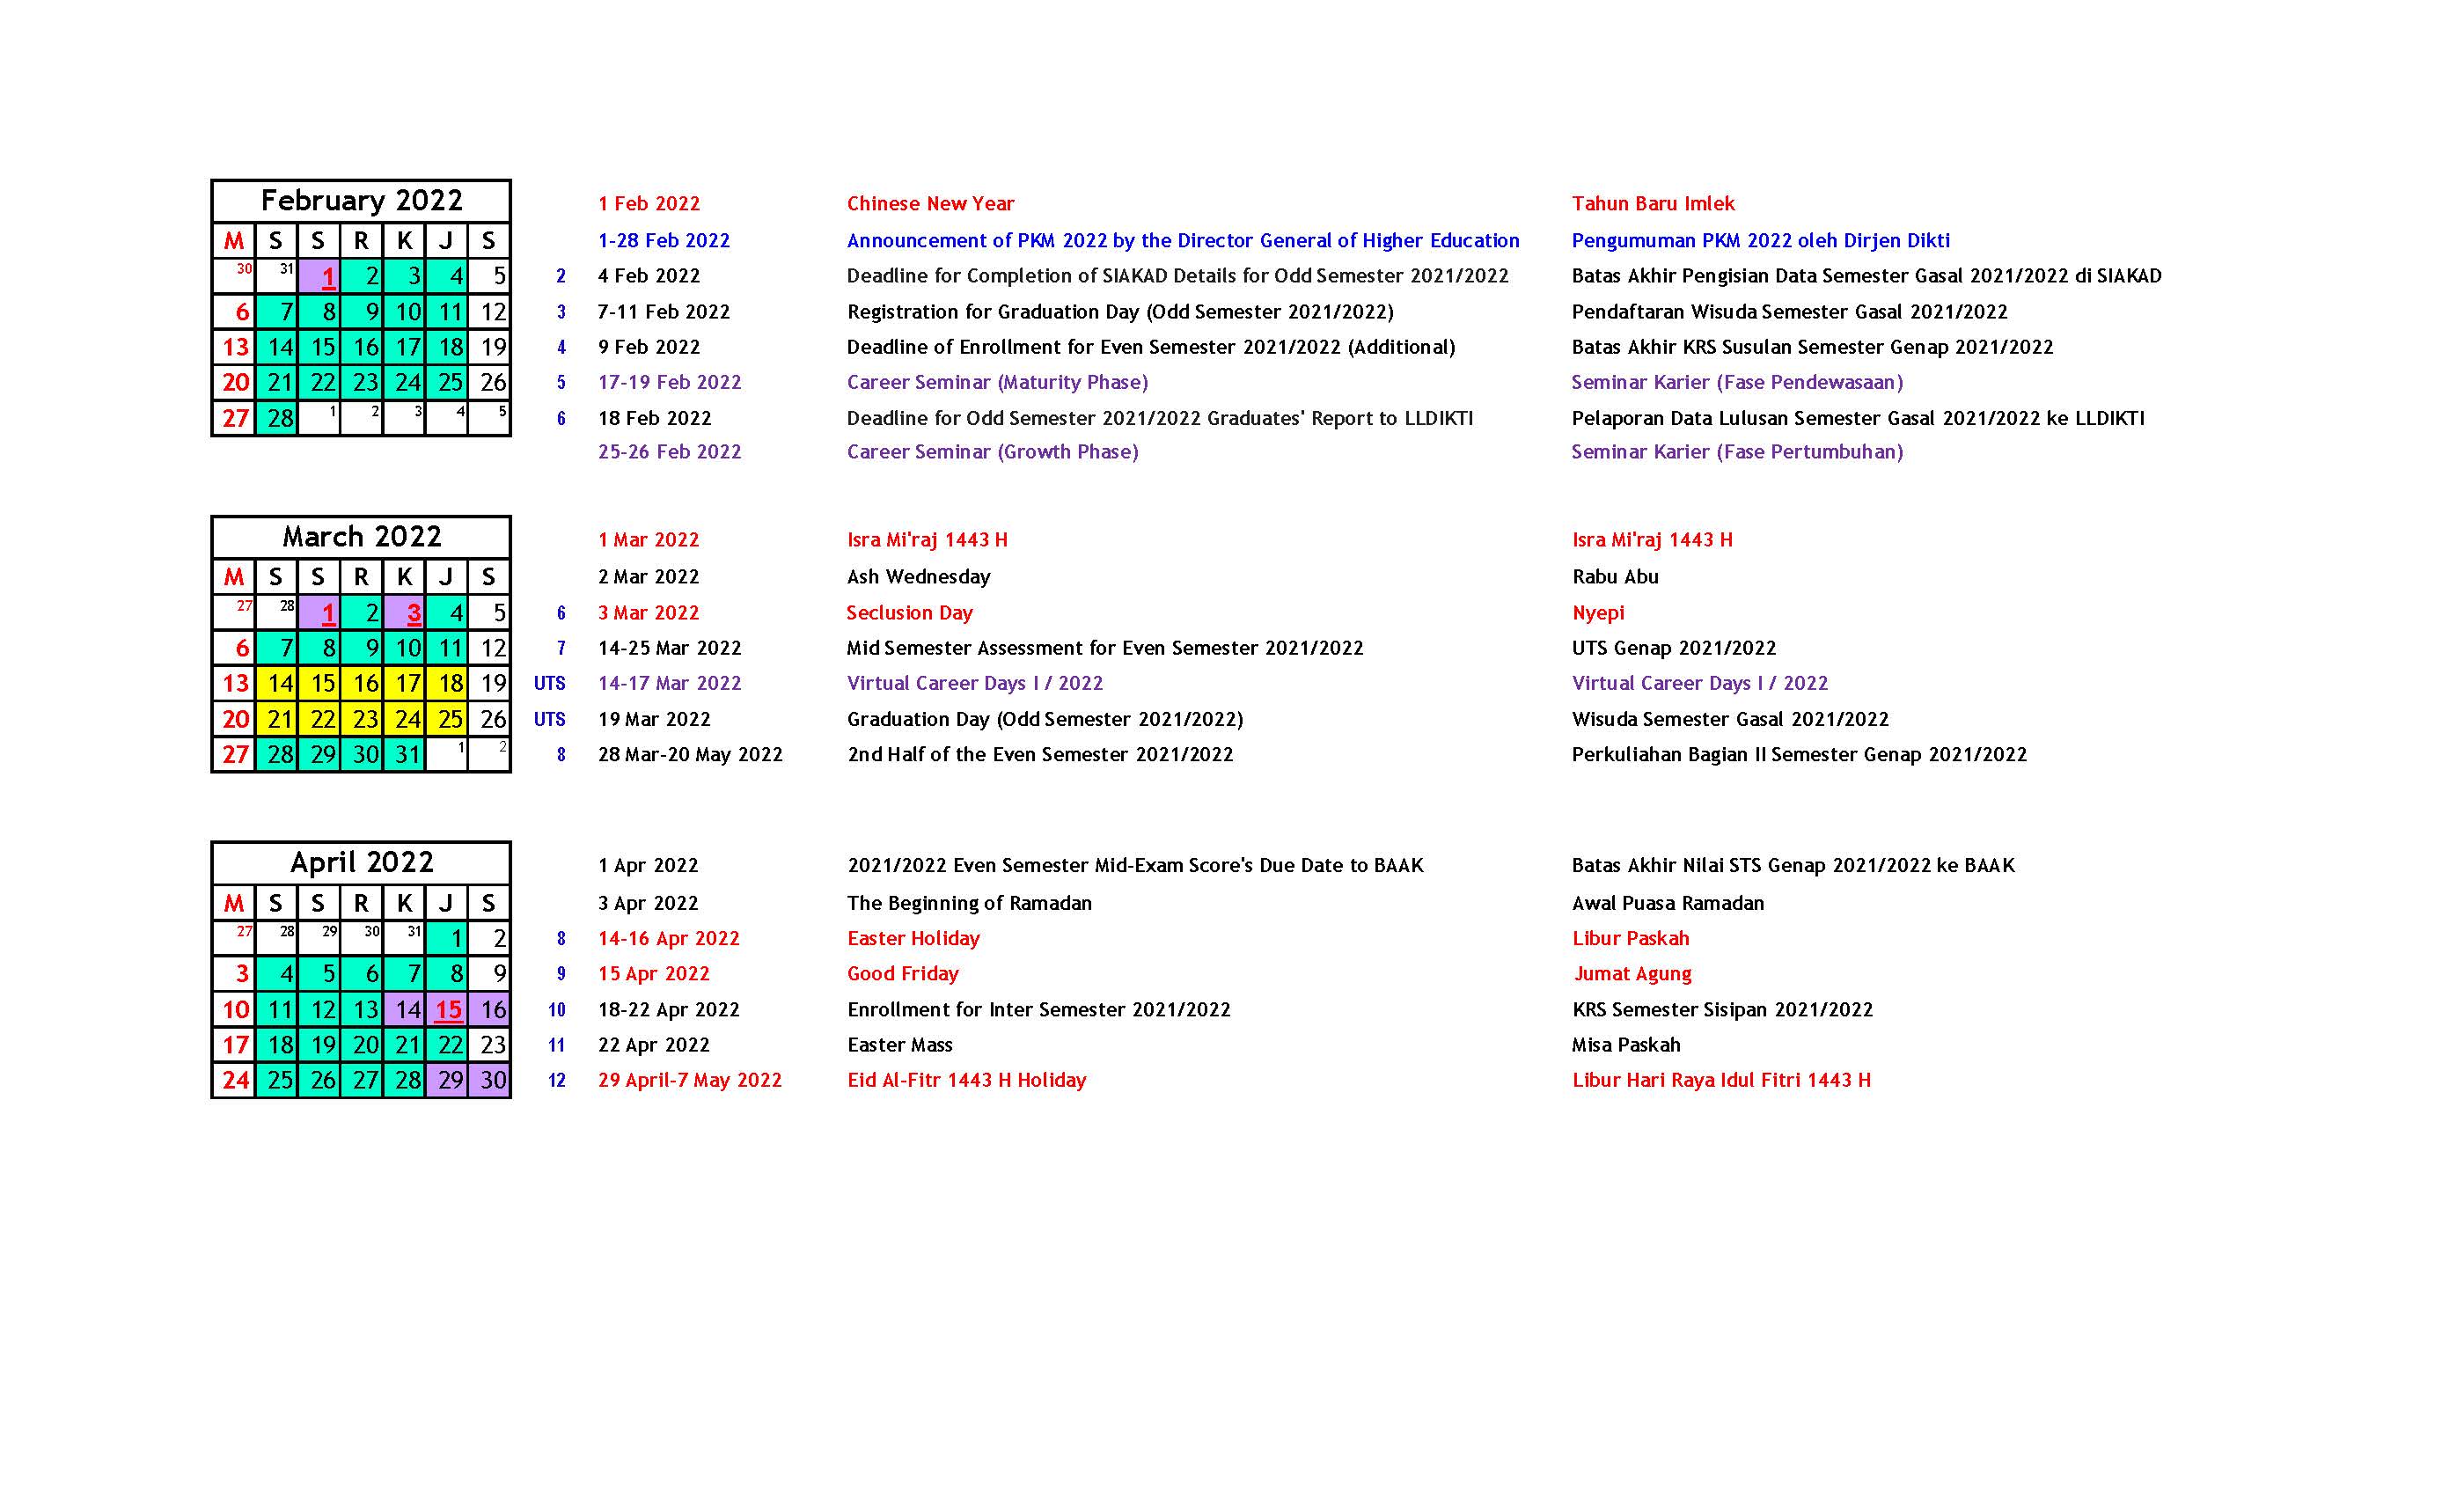 February 2022
M S S R K J S
30 31 1 2 3 4 5
6 7 8 9 10 11 12
13 14 15 16 17 18 19
20 21 22 23 24 25 26
27 28 1 2 3 4 5
1 Feb 2022 Chinese New Year Tahun Baru Imlek
1-28 Feb 2022 Announcement of PKM 2022 by the Director General of Higher Education Pengumuman PKM 2022 oleh Dirjen Dikti
2 4 Feb 2022 Deadline for Completion of SIAKAD Details for Odd Semester 2021/2022 Batas Akhir Pengisian Data Semester Gasal 2021/2022 di SIAKAD
3 7-11 Feb 2022 Registration for Graduation Day (Odd Semester 2021/2022) Pendaftaran Wisuda Semester Gasal 2021/2022
4 9 Feb 2022 Deadline of Enrollment for Even Semester 2021/2022 (Additional) Batas Akhir KRS Susulan Semester Genap 2021/2022
5 17-19 Feb 2022 Career Seminar (Maturity Phase) Seminar Karier (Fase Pendewasaan)
6 18 Feb 2022 Deadline for Odd Semester 2021/2022 Graduates' Report to LLDIKTI Pelaporan Data Lulusan Semester Gasal 2021/2022 ke LLDIKTI
25-26 Feb 2022 Career Seminar (Growth Phase) Seminar Karier (Fase Pertumbuhan)
March 2022
M S S R K J S
27 28 1 2 3 4 5
6 7 8 9 10 11 12
13 14 15 16 17 18 19
20 21 22 23 24 25 26
27 28 29 30 31 1 2
1 Mar 2022 Isra Mi'raj 1443 H Isra Mi'raj 1443 H
2 Mar 2022 Ash Wednesday Rabu Abu
6 3 Mar 2022 Seclusion Day Nyepi
7 14-25 Mar 2022 Mid Semester Assessment for Even Semester 2021/2022 UTS Genap 2021/2022
UTS 14-17 Mar 2022 Virtual Career Days I / 2022 Virtual Career Days I / 2022
UTS 19 Mar 2022 Graduation Day (Odd Semester 2021/2022) Wisuda Semester Gasal 2021/2022
8 28 Mar-20 May 2022 2nd Half of the Even Semester 2021/2022 Perkuliahan Bagian II Semester Genap 2021/2022
April 2022
M S S R K J S
27 28 29 30 31 1 2
3 4 5 6 7 8 9
10 11 12 13 14 15 16
17 18 19 20 21 22 23
24 25 26 27 28 29 30
1 Apr 2022 2021/2022 Even Semester Mid-Exam Score's Due Date to BAAK Batas Akhir Nilai STS Genap 2021/2022 ke BAAK
3 Apr 2022 The Beginning of Ramadan Awal Puasa Ramadan
8 14-16 Apr 2022 Easter Holiday Libur Paskah
9 15 Apr 2022 Good Friday Jumat Agung
10 18-22 Apr 2022 Enrollment for Inter Semester 2021/2022 KRS Semester Sisipan 2021/2022
11 22 Apr 2022 Easter Mass Misa Paskah
12 29 April-7 May 2022 Eid Al-Fitr 1443 H Holiday Libur Hari Raya Idul Fitri 1443 H